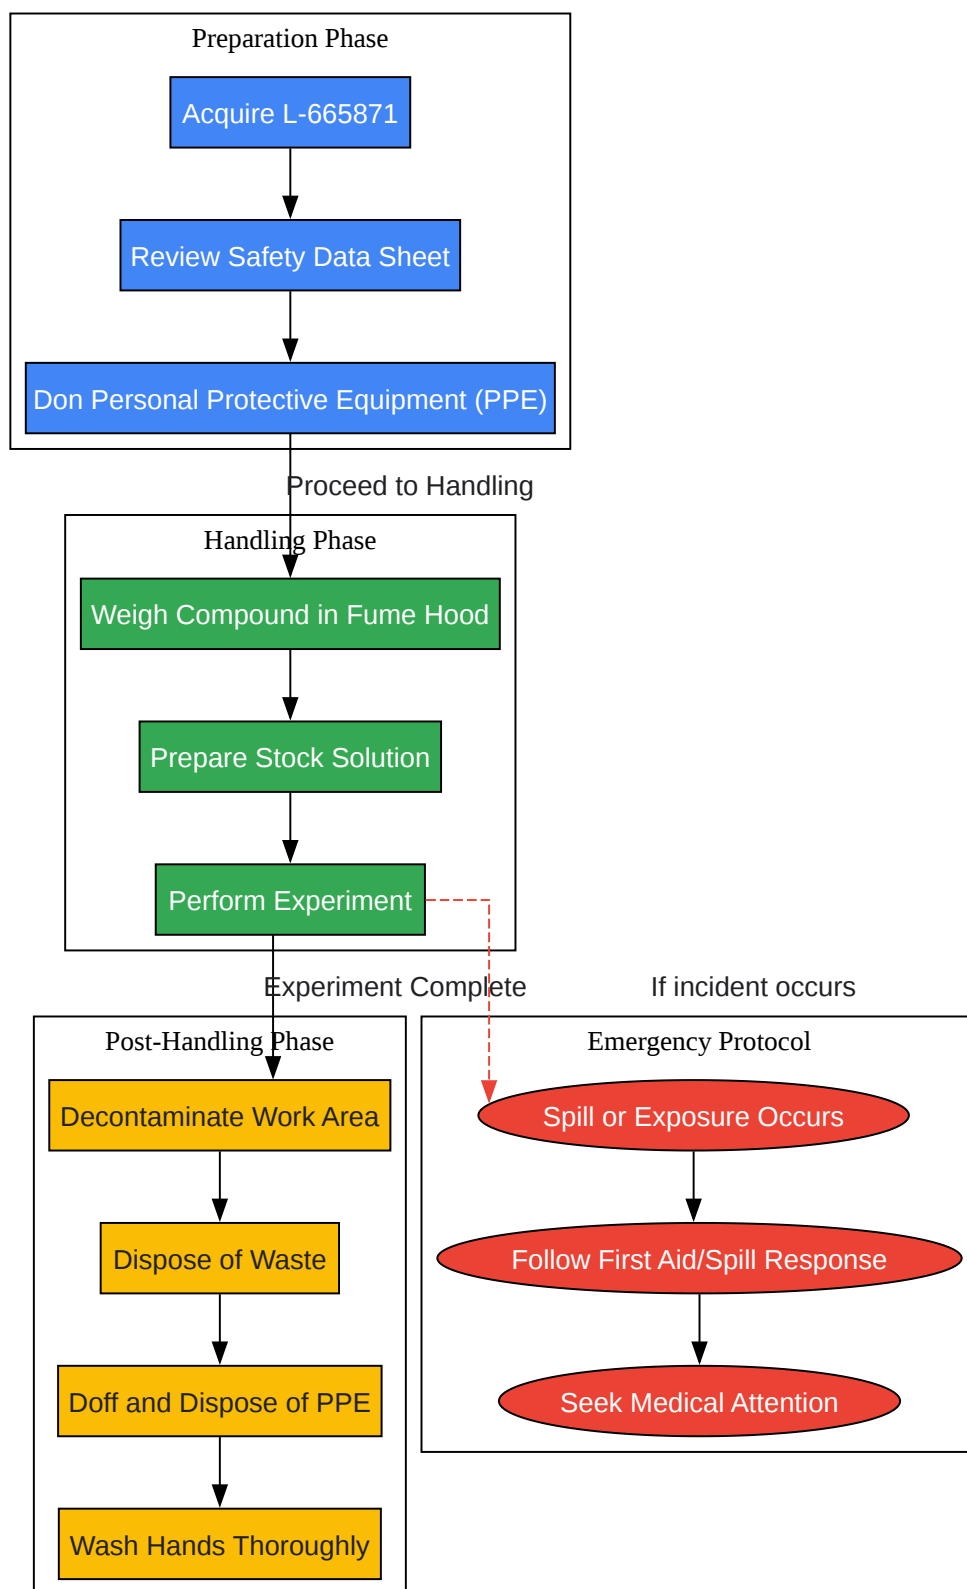 Preparation Phase
Acquire L-665871
Review Safety Data Sheet
Don Personal Protective Equipment (PPE)
Proceed to Handling
Handling Phase
Weigh Compound in Fume Hood
Prepare Stock Solution
Perform Experiment
Experiment Complete
If incident occurs
Post-Handling Phase
Decontaminate Work Area
Dispose of Waste
Doff and Dispose of PPE
Wash Hands Thoroughly
Emergency Protocol
Spill or Exposure Occurs
Follow First Aid/Spill Response
Seek Medical Attention